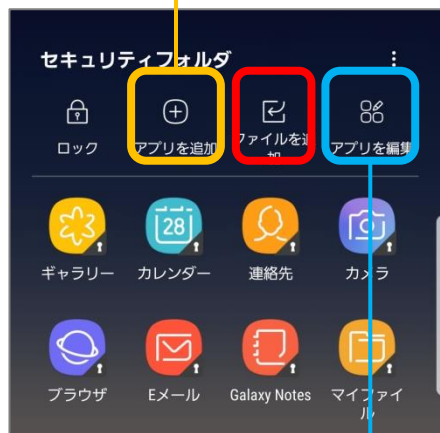 セキュリティフォルダ
ロック
アプリを追加
ファイルを追
加
アプリを編集
28
ギャラリー
カレンダー
連絡先
カメラ
ブラウザ
Eメール
Galaxy Notes
マイファイ
ル